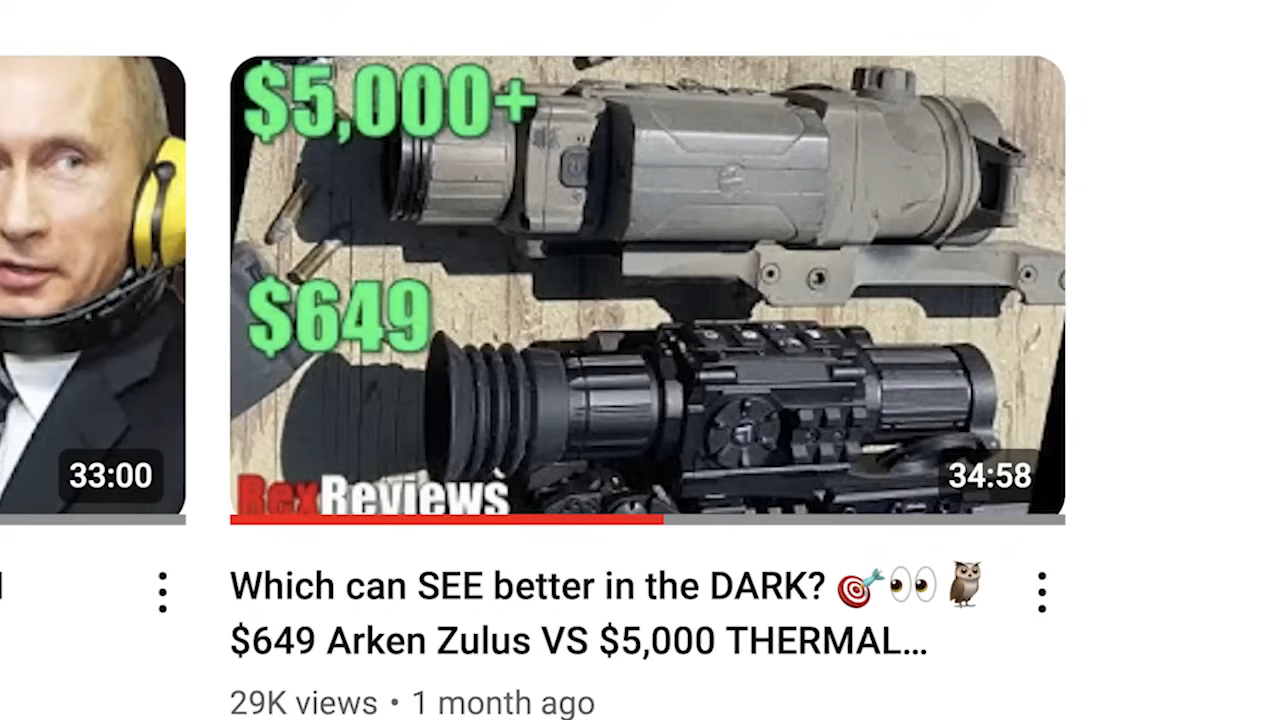 $5,000+
$649
RexReviews
33:00
34:58
Which can SEE better in the DARK? 🎯👀🦉
$649 Arken Zulus VS $5,000 THERMAL...
29K views • 1 month ago